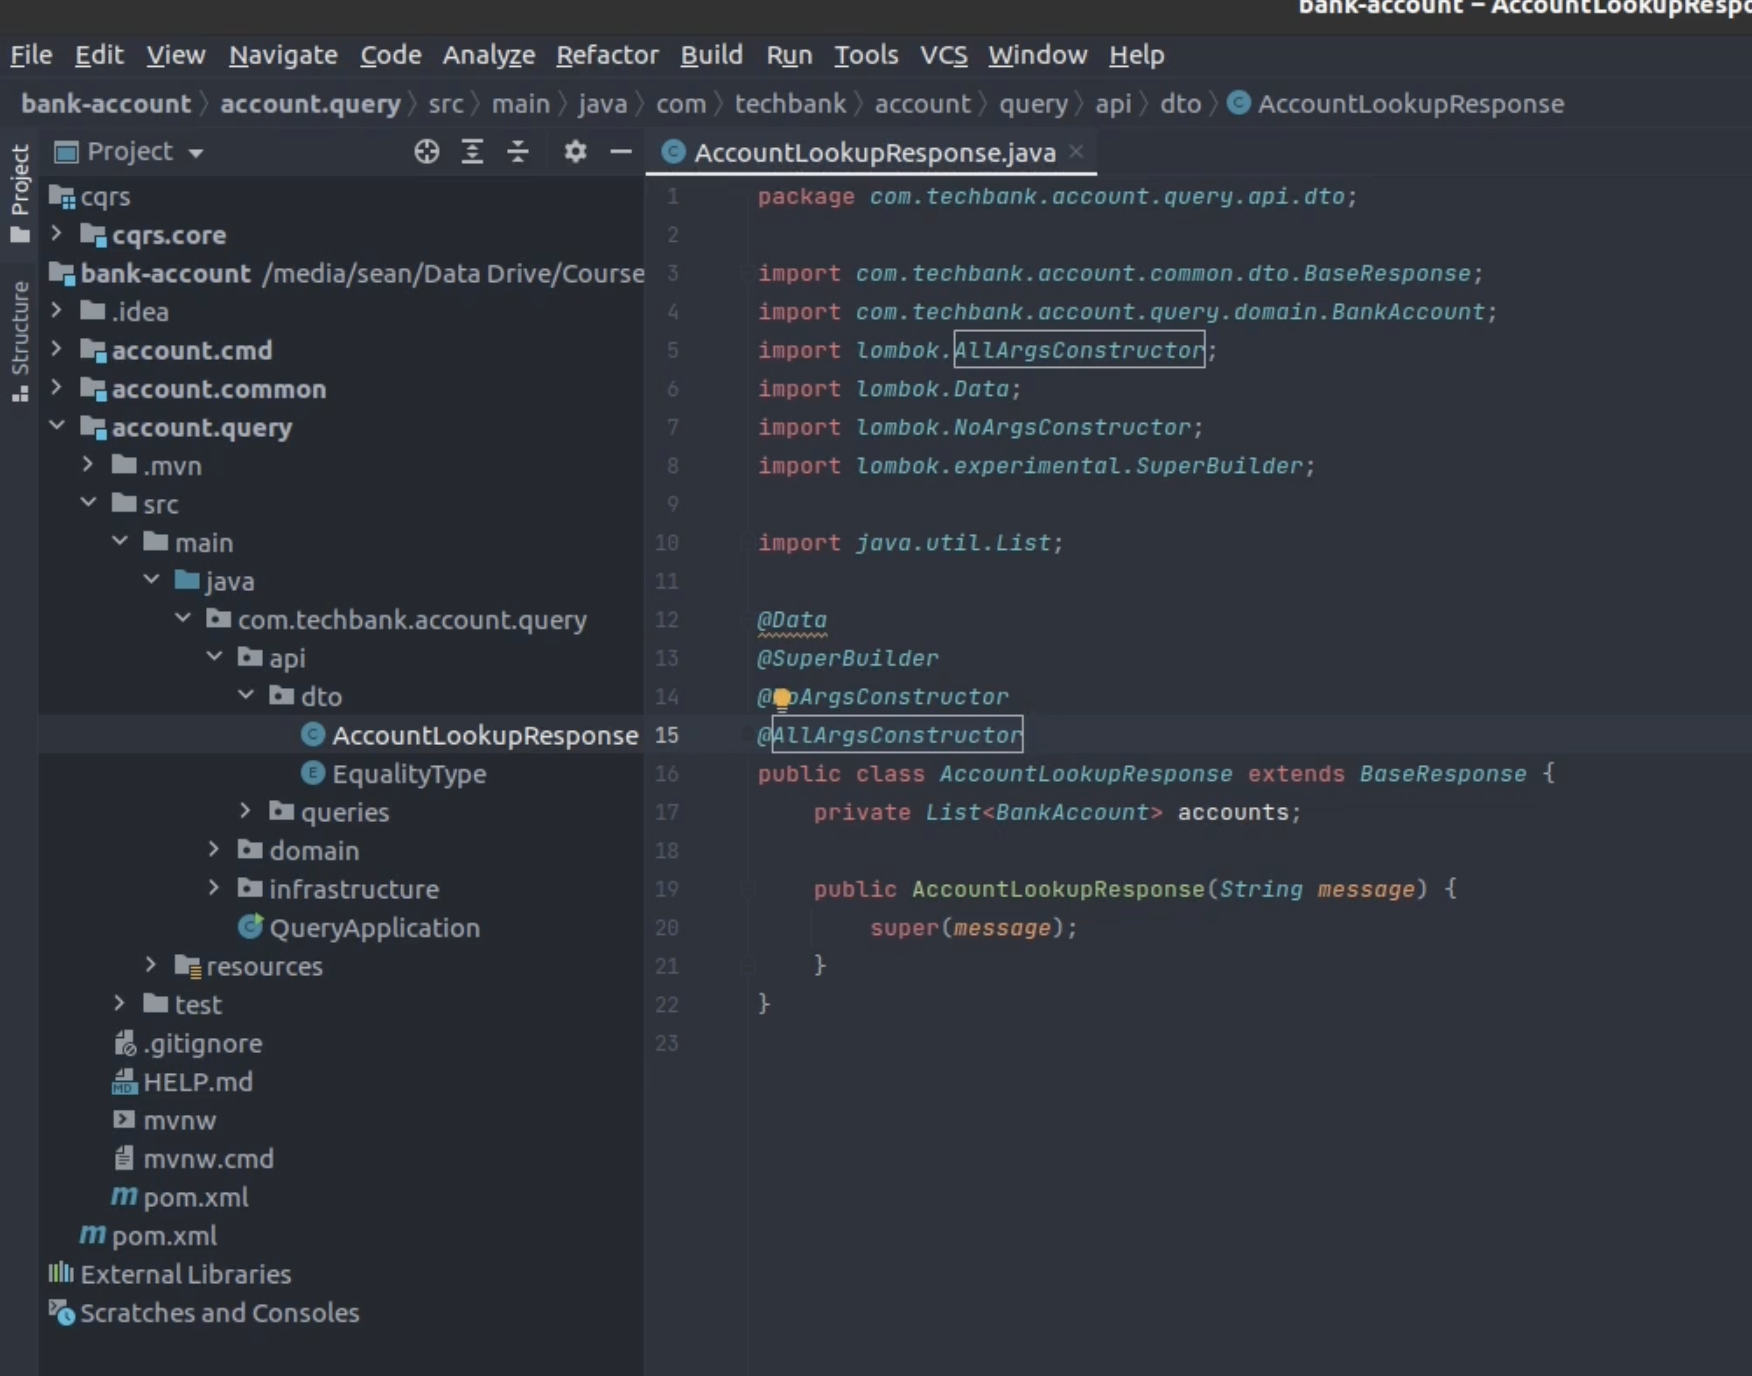 bank-account – AccountLookupRespo
File Edit View Navigate Code Analyze Refactor Build Run Tools VCS Window Help
bank-account account.query src main java com techbank account query api dto AccountLookupResponse
Project
Structure
Project
cqrs
cqrs.core
bank-account /media/sean/Data Drive/Course
.idea
account.cmd
account.common
account.query
.mvn
src
main
java
com.techbank.account.query
api
dto
AccountLookupResponse
EqualityType
queries
domain
infrastructure
QueryApplication
resources
test
.gitignore
HELP.md
mvnw
mvnw.cmd
pom.xml
pom.xml
External Libraries
Scratches and Consoles
AccountLookupResponse.java
1 package com.techbank.account.query.api.dto;
2
3 import com.techbank.account.common.dto.BaseResponse;
4 import com.techbank.account.query.domain.BankAccount;
5 import lombok.AllArgsConstructor;
6 import lombok.Data;
7 import lombok.NoArgsConstructor;
8 import lombok.experimental.SuperBuilder;
9
10 import java.util.List;
11
12 @Data
13 @SuperBuilder
14 @NoArgsConstructor
15 @AllArgsConstructor
16 public class AccountLookupResponse extends BaseResponse {
17 private List<BankAccount> accounts;
18
19 public AccountLookupResponse(String message) {
20 super(message);
21 }
22 }
23